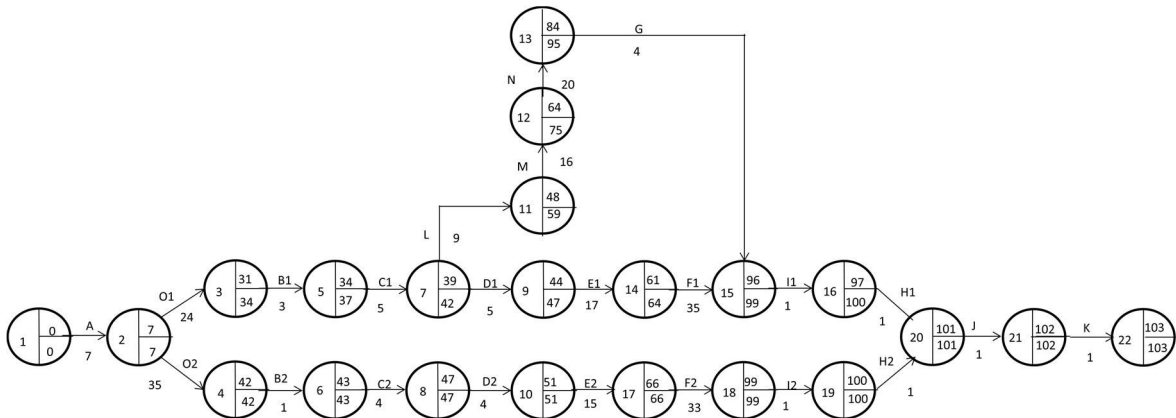 13 84 95
G
4
N
20
12 64 75
M
16
11 48 59
L
9
O1
24
3 31 34
B1
3
5 34 37
C1
5
7 39 42
D1
5
9 44 47
E1
17
14 61 64
F1
35
15 96 99
I1
1
16 97 100
H1
1
1 0 0
A
7
2 7 7
20 101 101
J
1
21 102 102
K
1
22 103 103
O2
35
4 42 42
B2
1
6 43 43
C2
4
8 47 47
D2
4
10 51 51
E2
15
17 66 66
F2
33
18 99 99
I2
1
19 100 100
H2
1